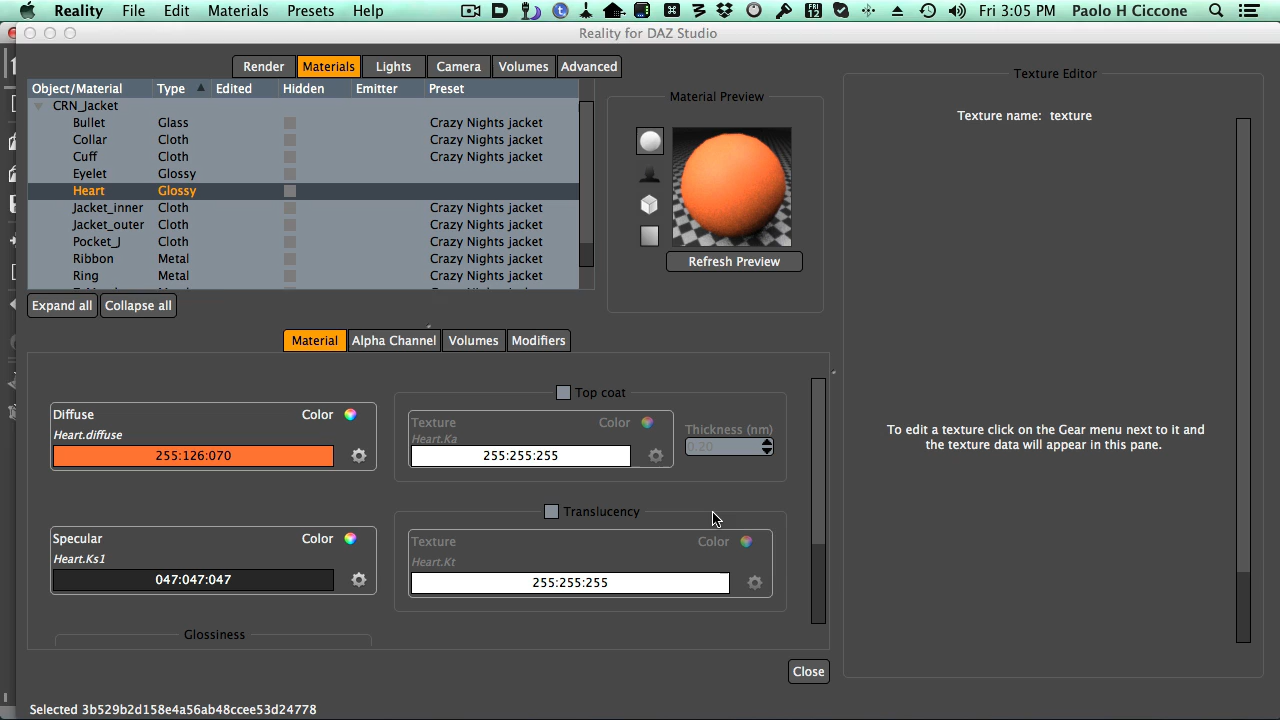 Reality File Edit Materials Presets Help Fri 3:05 PM Paolo H Ciccone
Reality for DAZ Studio
Render Materials Lights Camera Volumes Advanced
Object/Material Type Edited Hidden Emitter Preset
CRN_Jacket
Bullet Glass Crazy Nights jacket
Collar Cloth Crazy Nights jacket
Cuff Cloth Crazy Nights jacket
Eyelet Glossy
Heart Glossy
Jacket_inner Cloth Crazy Nights jacket
Jacket_outer Cloth Crazy Nights jacket
Pocket_J Cloth Crazy Nights jacket
Ribbon Metal Crazy Nights jacket
Ring Metal Crazy Nights jacket
Expand all Collapse all
Material Preview
Refresh Preview
Material Alpha Channel Volumes Modifiers
Diffuse Color
Heart.diffuse
255:126:070
Top coat
Texture Color
Heart.Ka
255:255:255
Thickness (nm)
0.20
Specular Color
Heart.Ks1
047:047:047
Translucency
Texture Color
Heart.Kt
255:255:255
Glossiness
Close
Texture Editor
Texture name: texture
To edit a texture click on the Gear menu next to it and
the texture data will appear in this pane.
Selected 3b529b2d158e4a56ab48ccee53d24778